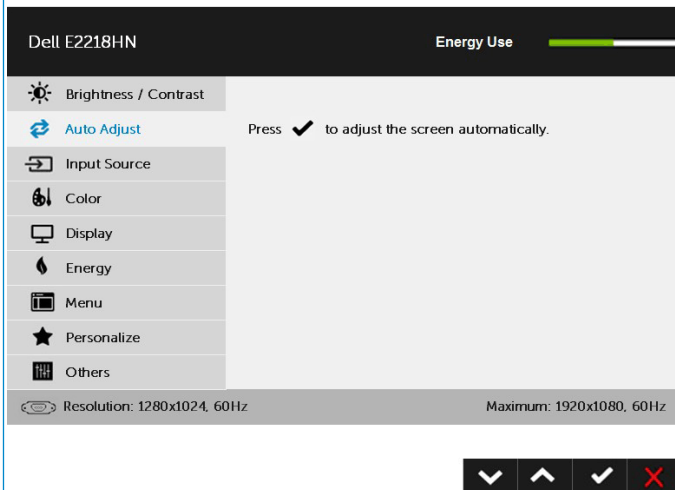 Dell E2218HN Energy Use
Brightness / Contrast
Auto Adjust Press to adjust the screen automatically.
Input Source
Color
Display
Energy
Menu
Personalize
Others
Resolution: 1280x1024, 60Hz Maximum: 1920x1080, 60Hz